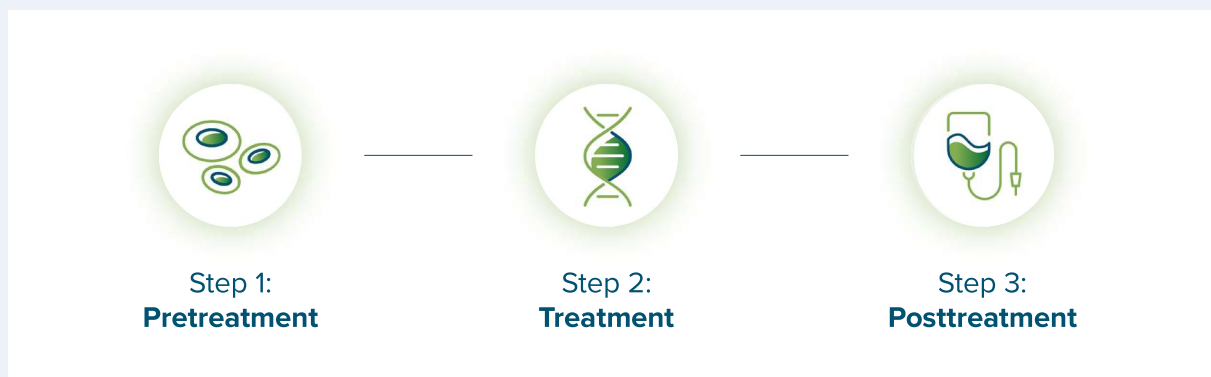 Step 1:
Pretreatment
Step 2:
Treatment
Step 3:
Posttreatment